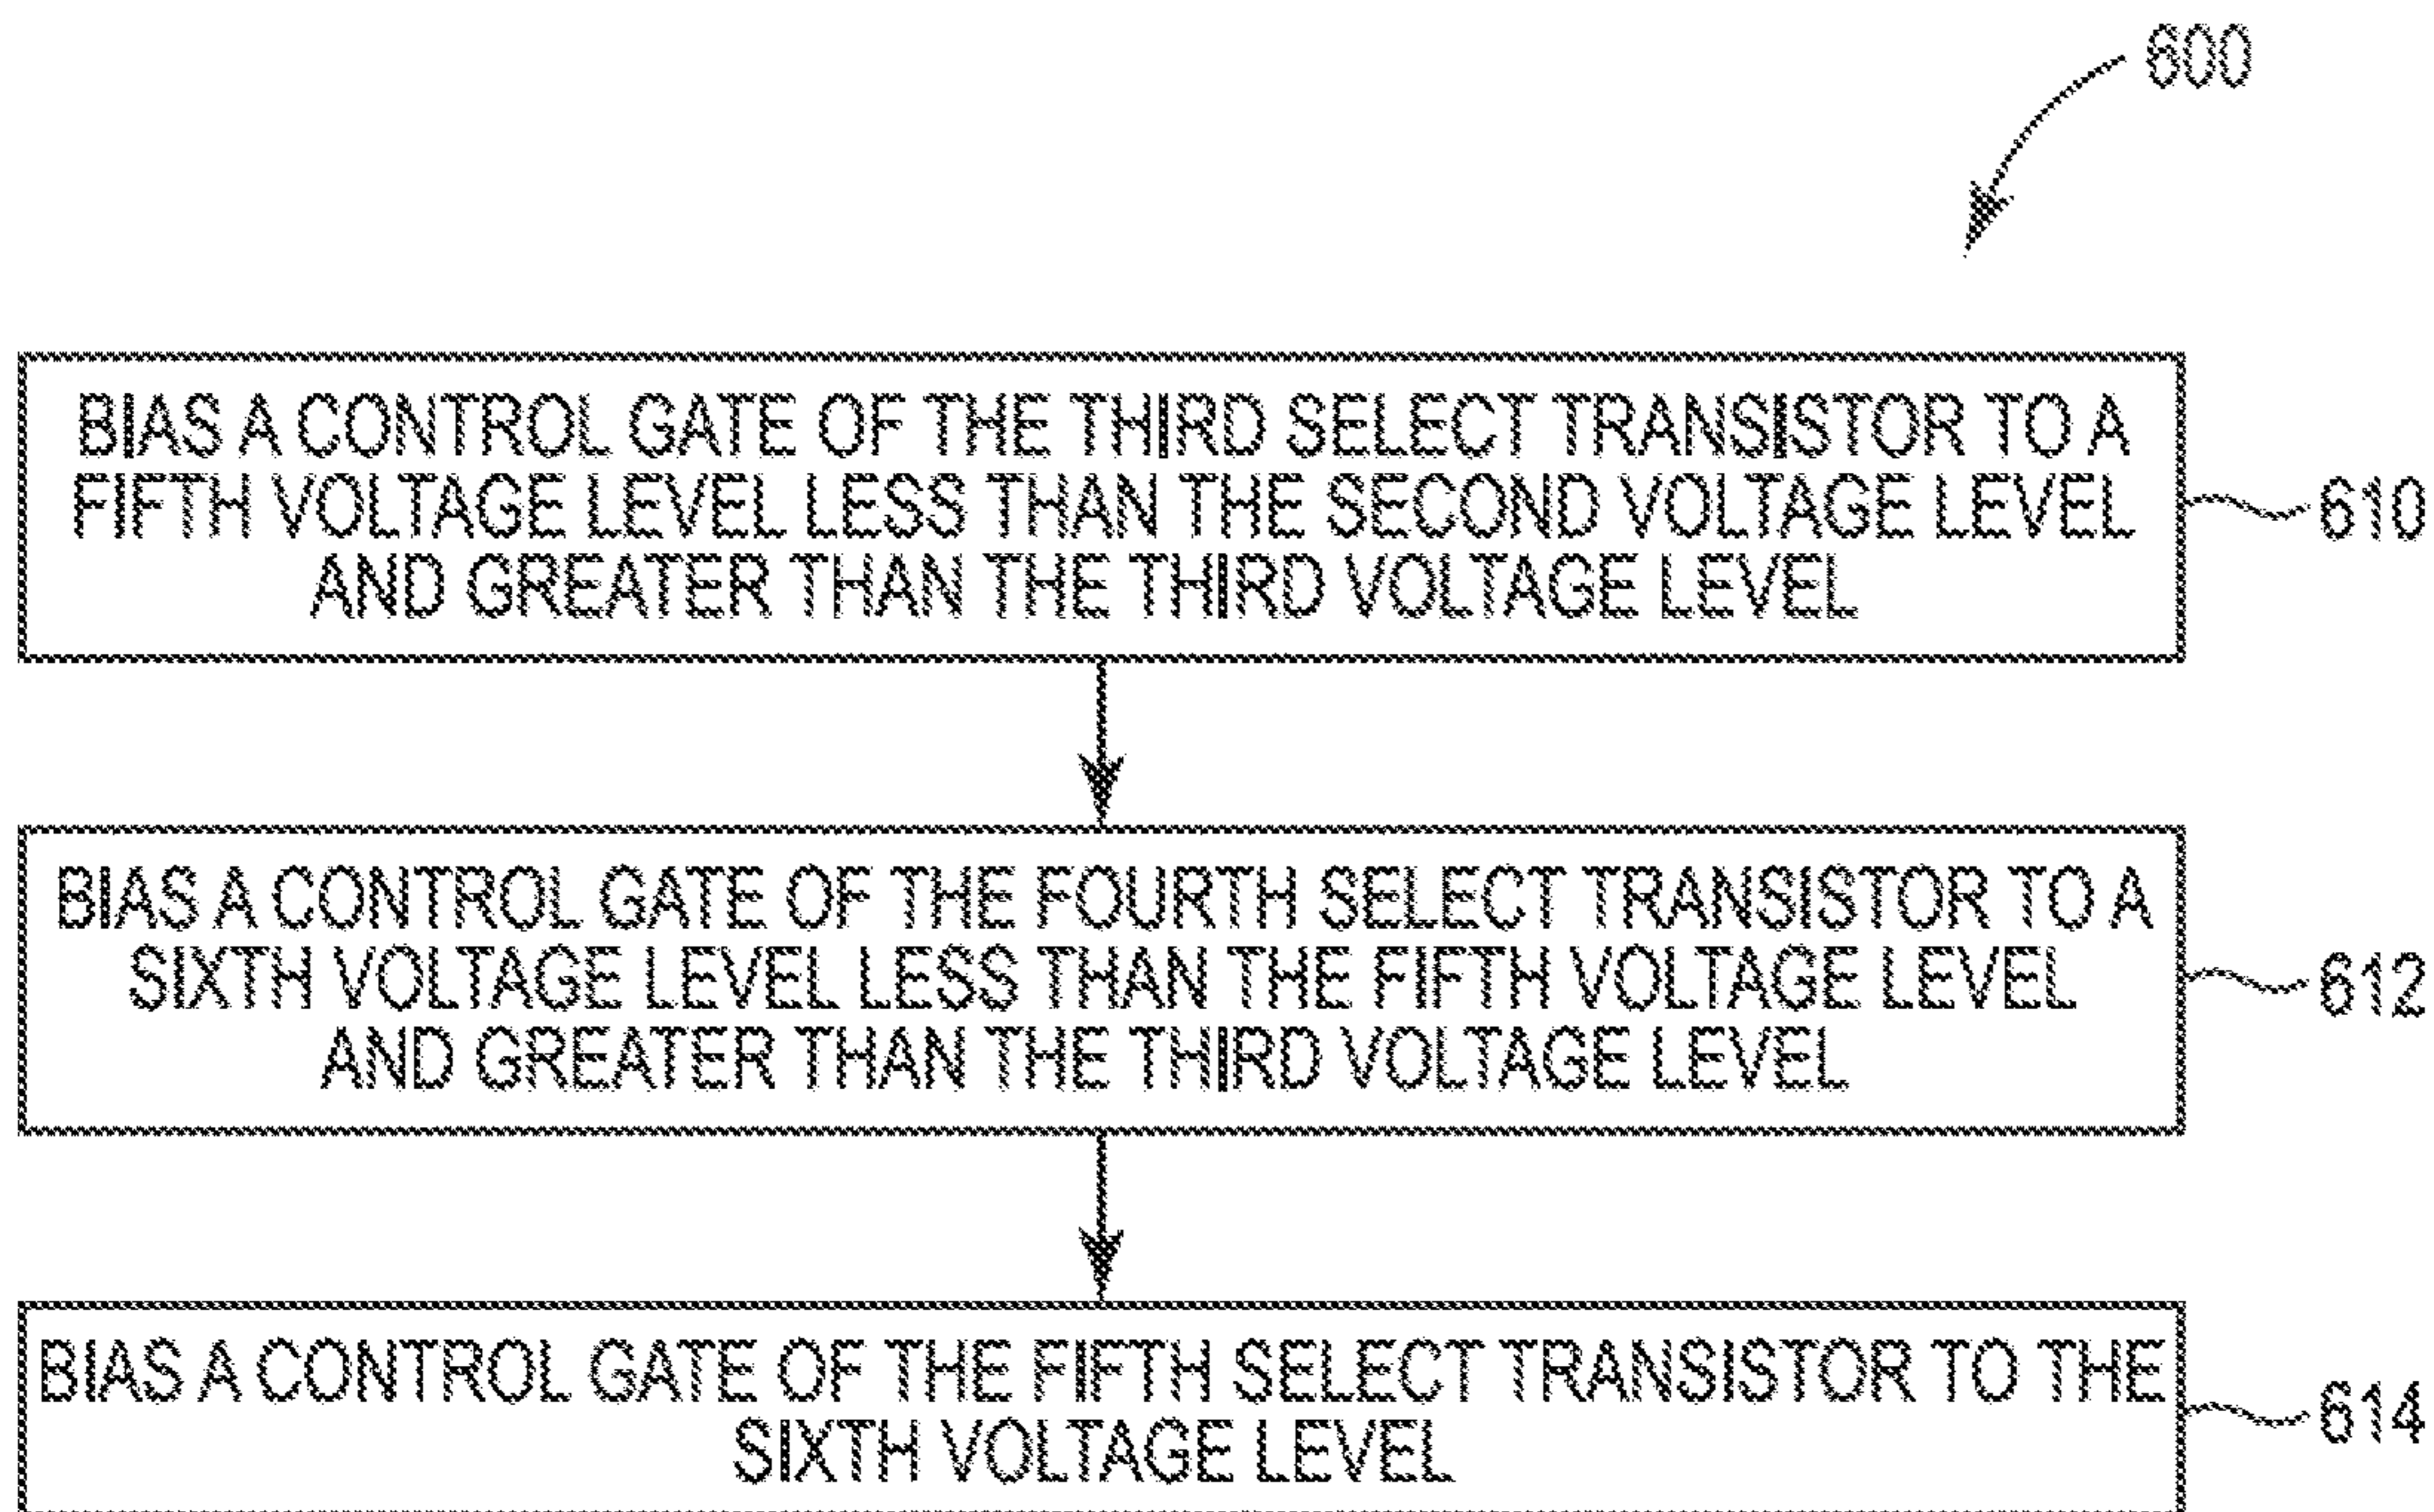 600
BIAS A CONTROL GATE OF THE THIRD SELECT TRANSISTOR TO A
FIFTH VOLTAGE LEVEL LESS THAN THE SECOND VOLTAGE LEVEL
AND GREATER THAN THE THIRD VOLTAGE LEVEL
610
BIAS A CONTROL GATE OF THE FOURTH SELECT TRANSISTOR TO A
SIXTH VOLTAGE LEVEL LESS THAN THE FIFTH VOLTAGE LEVEL
AND GREATER THAN THE THIRD VOLTAGE LEVEL
612
BIAS A CONTROL GATE OF THE FIFTH SELECT TRANSISTOR TO THE
SIXTH VOLTAGE LEVEL
614